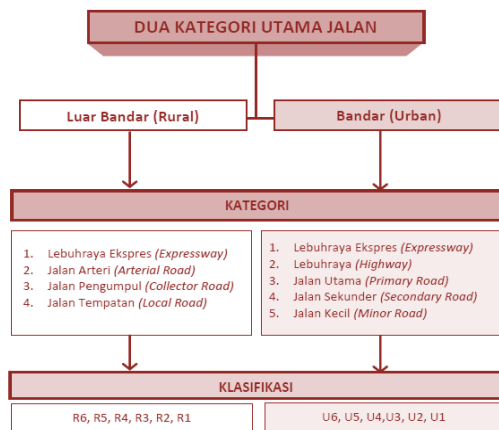 DUA KATEGORI UTAMA JALAN
Luar Bandar (Rural)
Bandar (Urban)
KATEGORI
1. Lebuhraya Ekspres (Expressway)
2. Jalan Arteri (Arterial Road)
3. Jalan Pengumpul (Collector Road)
4. Jalan Tempatan (Local Road)
1. Lebuhraya Ekspres (Expressway)
2. Lebuhraya (Highway)
3. Jalan Utama (Primary Road)
4. Jalan Sekunder (Secondary Road)
5. Jalan Kecil (Minor Road)
KLASIFIKASI
R6, R5, R4, R3, R2, R1
U6, U5, U4,U3, U2, U1